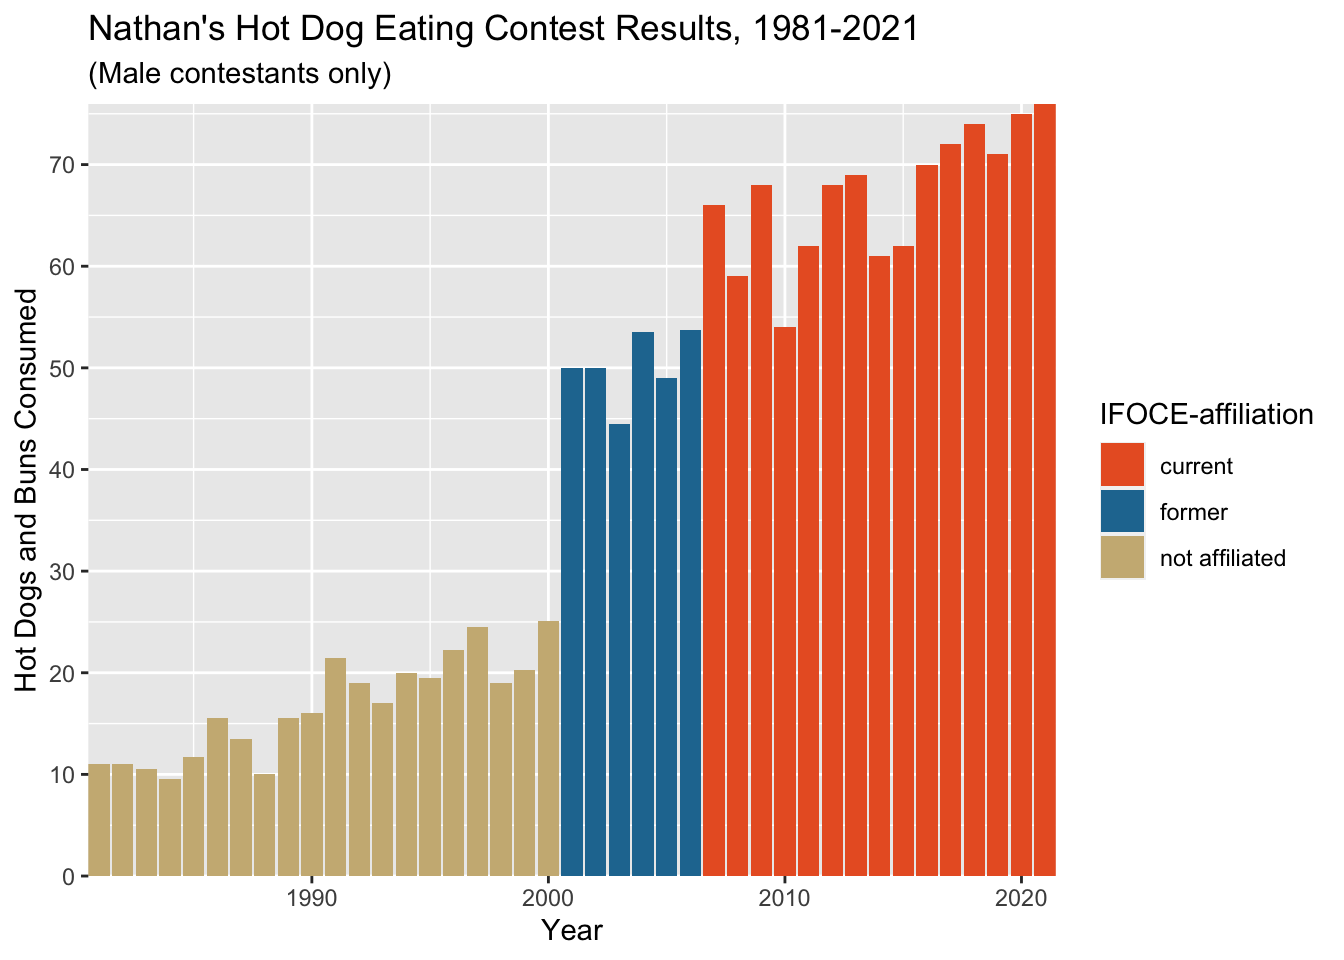 Nathan's Hot Dog Eating Contest Results, 1981-2021
(Male contestants only)
Hot Dogs and Buns Consumed
70
60
50
40
30
20
10
0
1990 2000 2010 2020
Year
IFOCE-affiliation
current
former
not affiliated